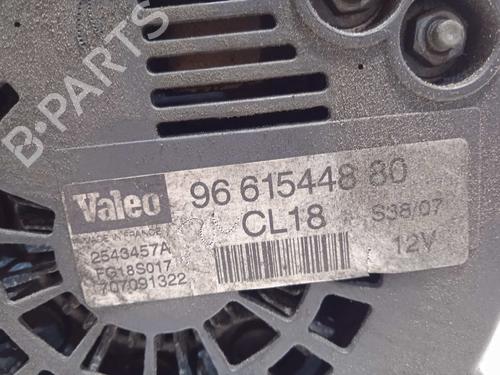 B-PARTS
Valeo
96 615448 80
MADE IN FRANCE
CL18
S38/07
2543457A
12V
FG18S017
707091322